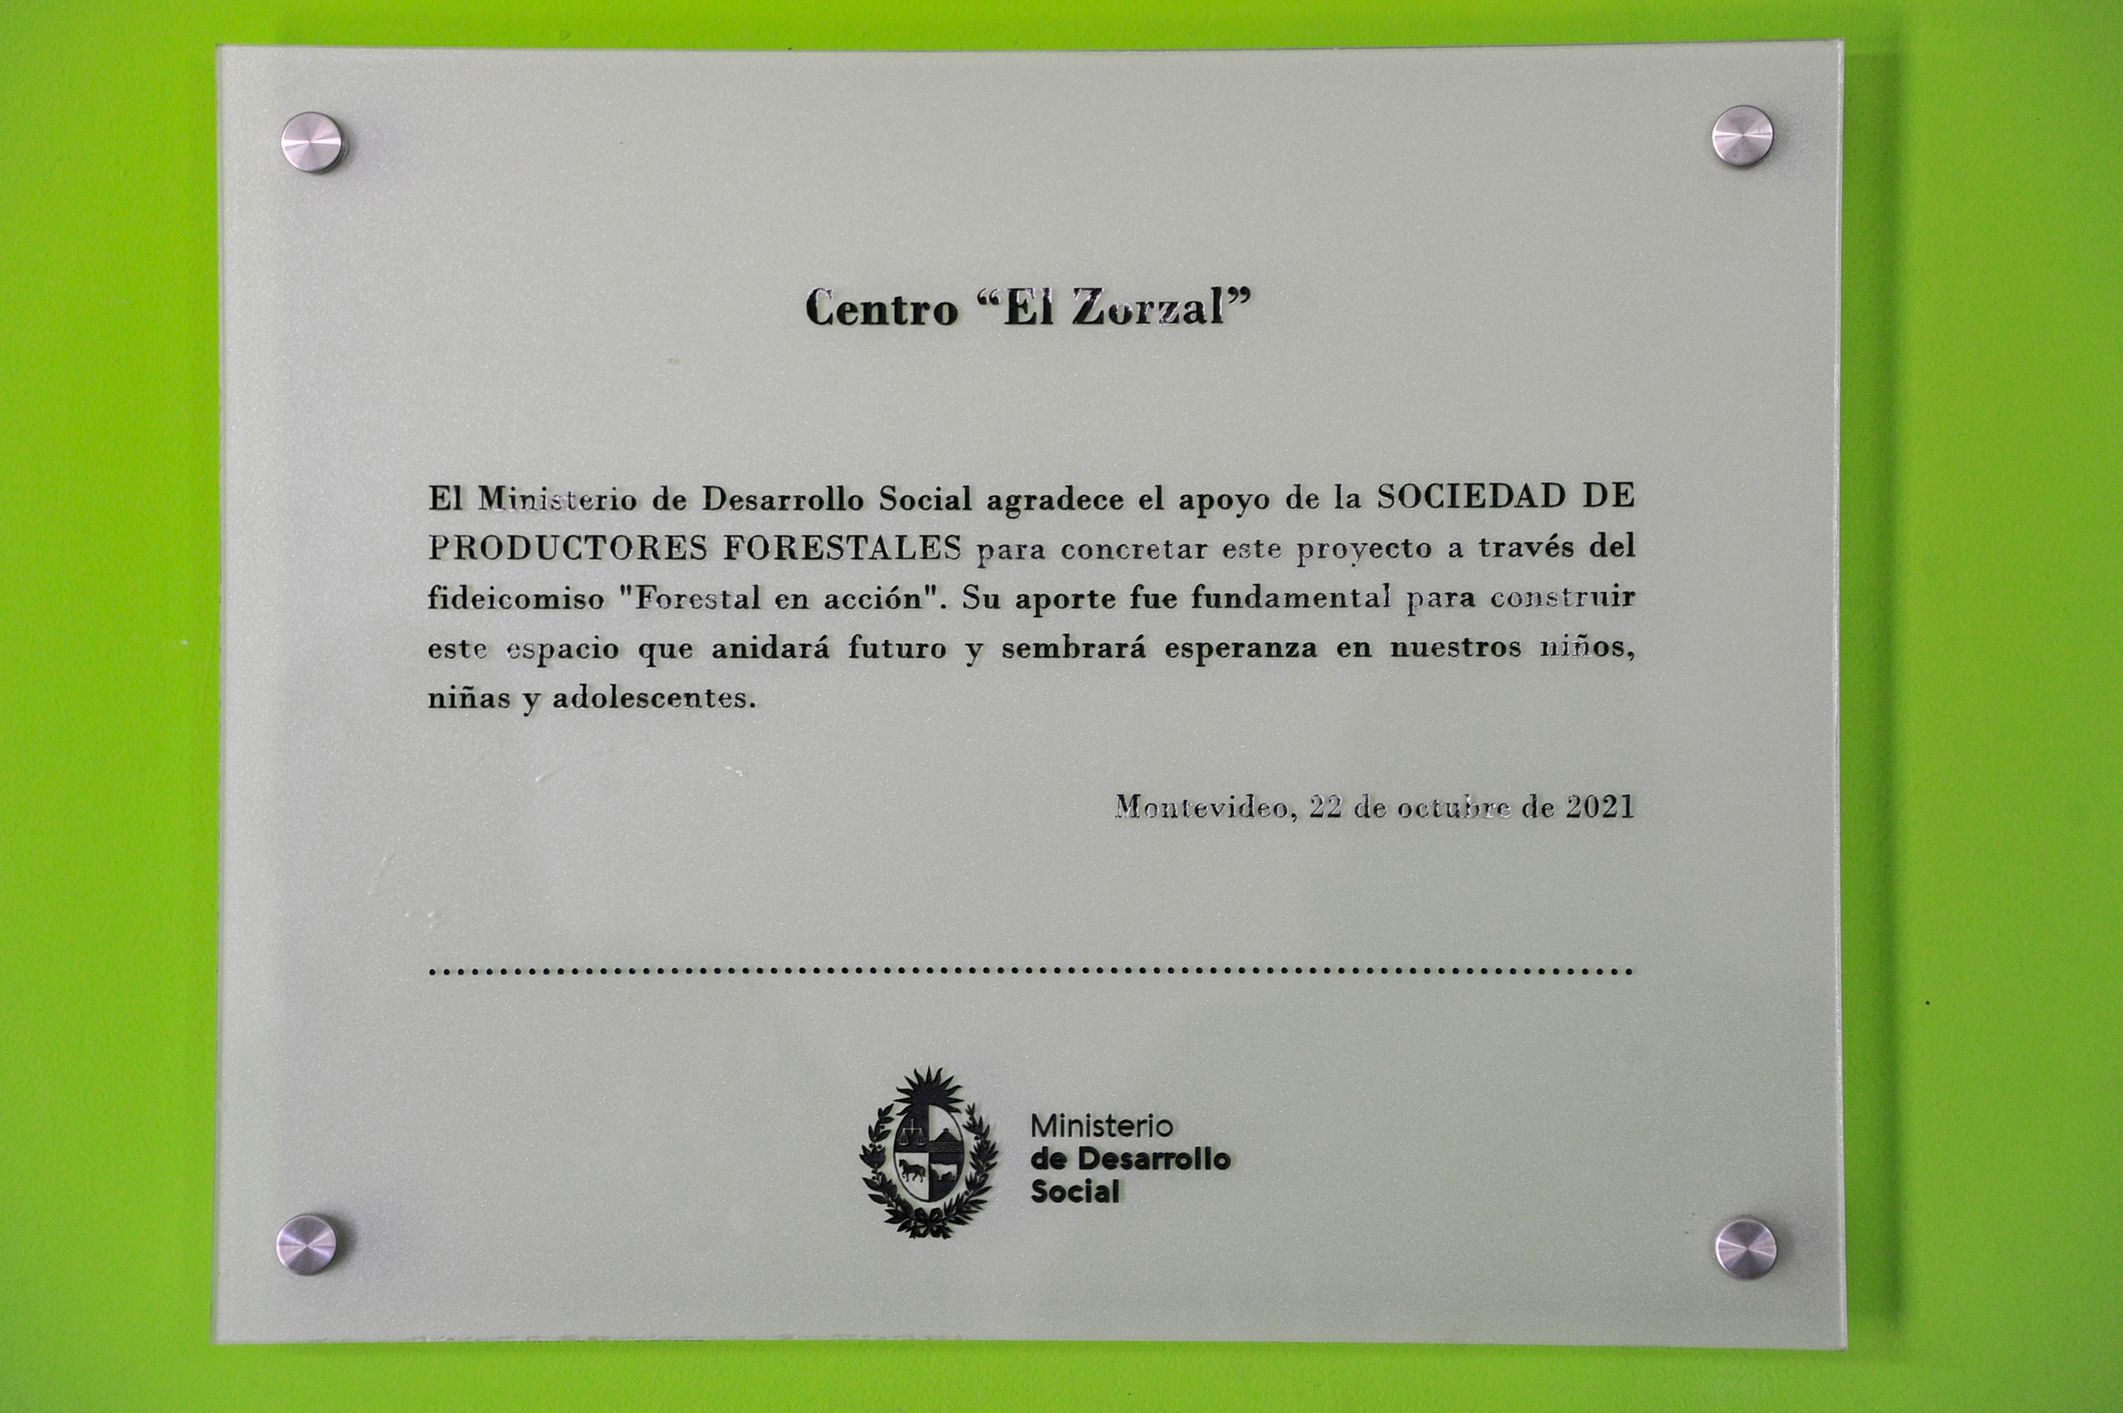 Centro “El Zorzal”
El Ministerio de Desarrollo Social agradece el apoyo de la SOCIEDAD DE
PRODUCTORES FORESTALES para concretar este proyecto a través del
fideicomiso "Forestal en acción". Su aporte fue fundamental para construir
este espacio que anidará futuro y sembrará esperanza en nuestros niños,
niñas y adolescentes.
Montevideo, 22 de octubre de 2021
Ministerio
de Desarrollo
Social